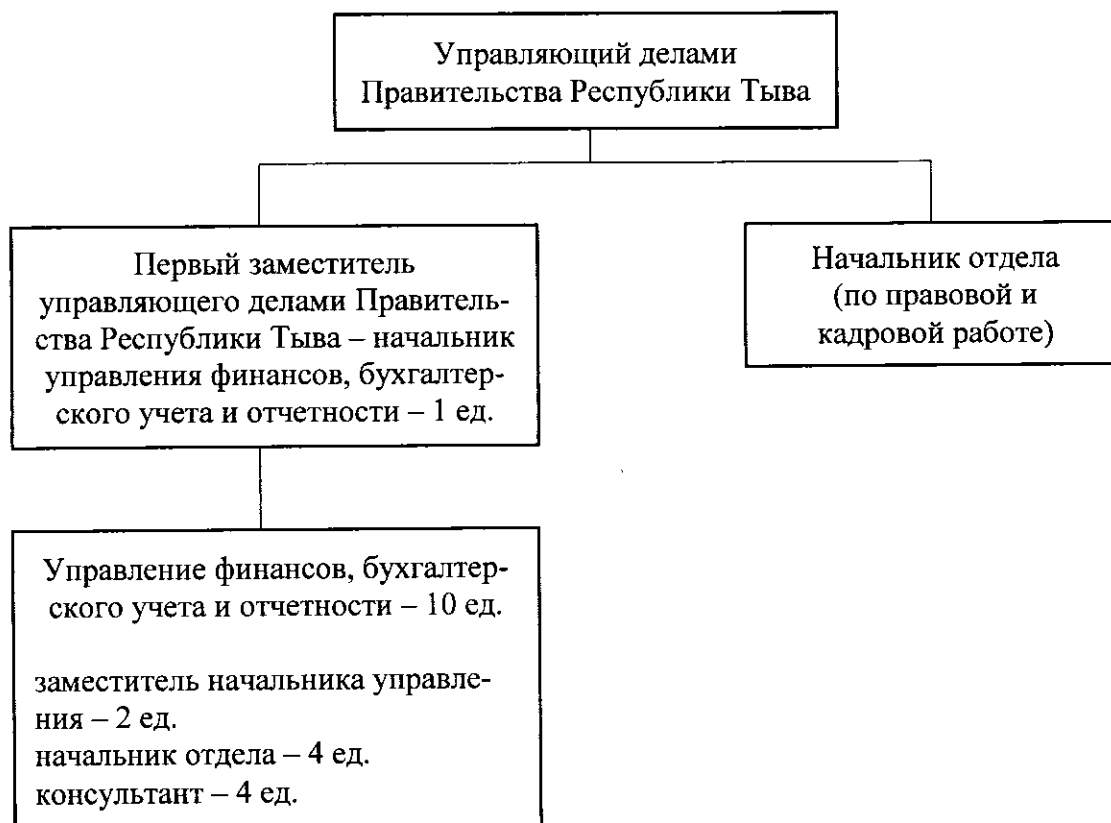 Управляющий делами
Правительства Республики Тыва
Первый заместитель
управляющего делами Правитель-
ства Республики Тыва – начальник
управления финансов, бухгалтер-
ского учета и отчетности – 1 ед.
Начальник отдела
(по правовой и
кадровой работе)
Управление финансов, бухгалтер-
ского учета и отчетности – 10 ед.
заместитель начальника управле-
ния – 2 ед.
начальник отдела – 4 ед.
консультант – 4 ед.